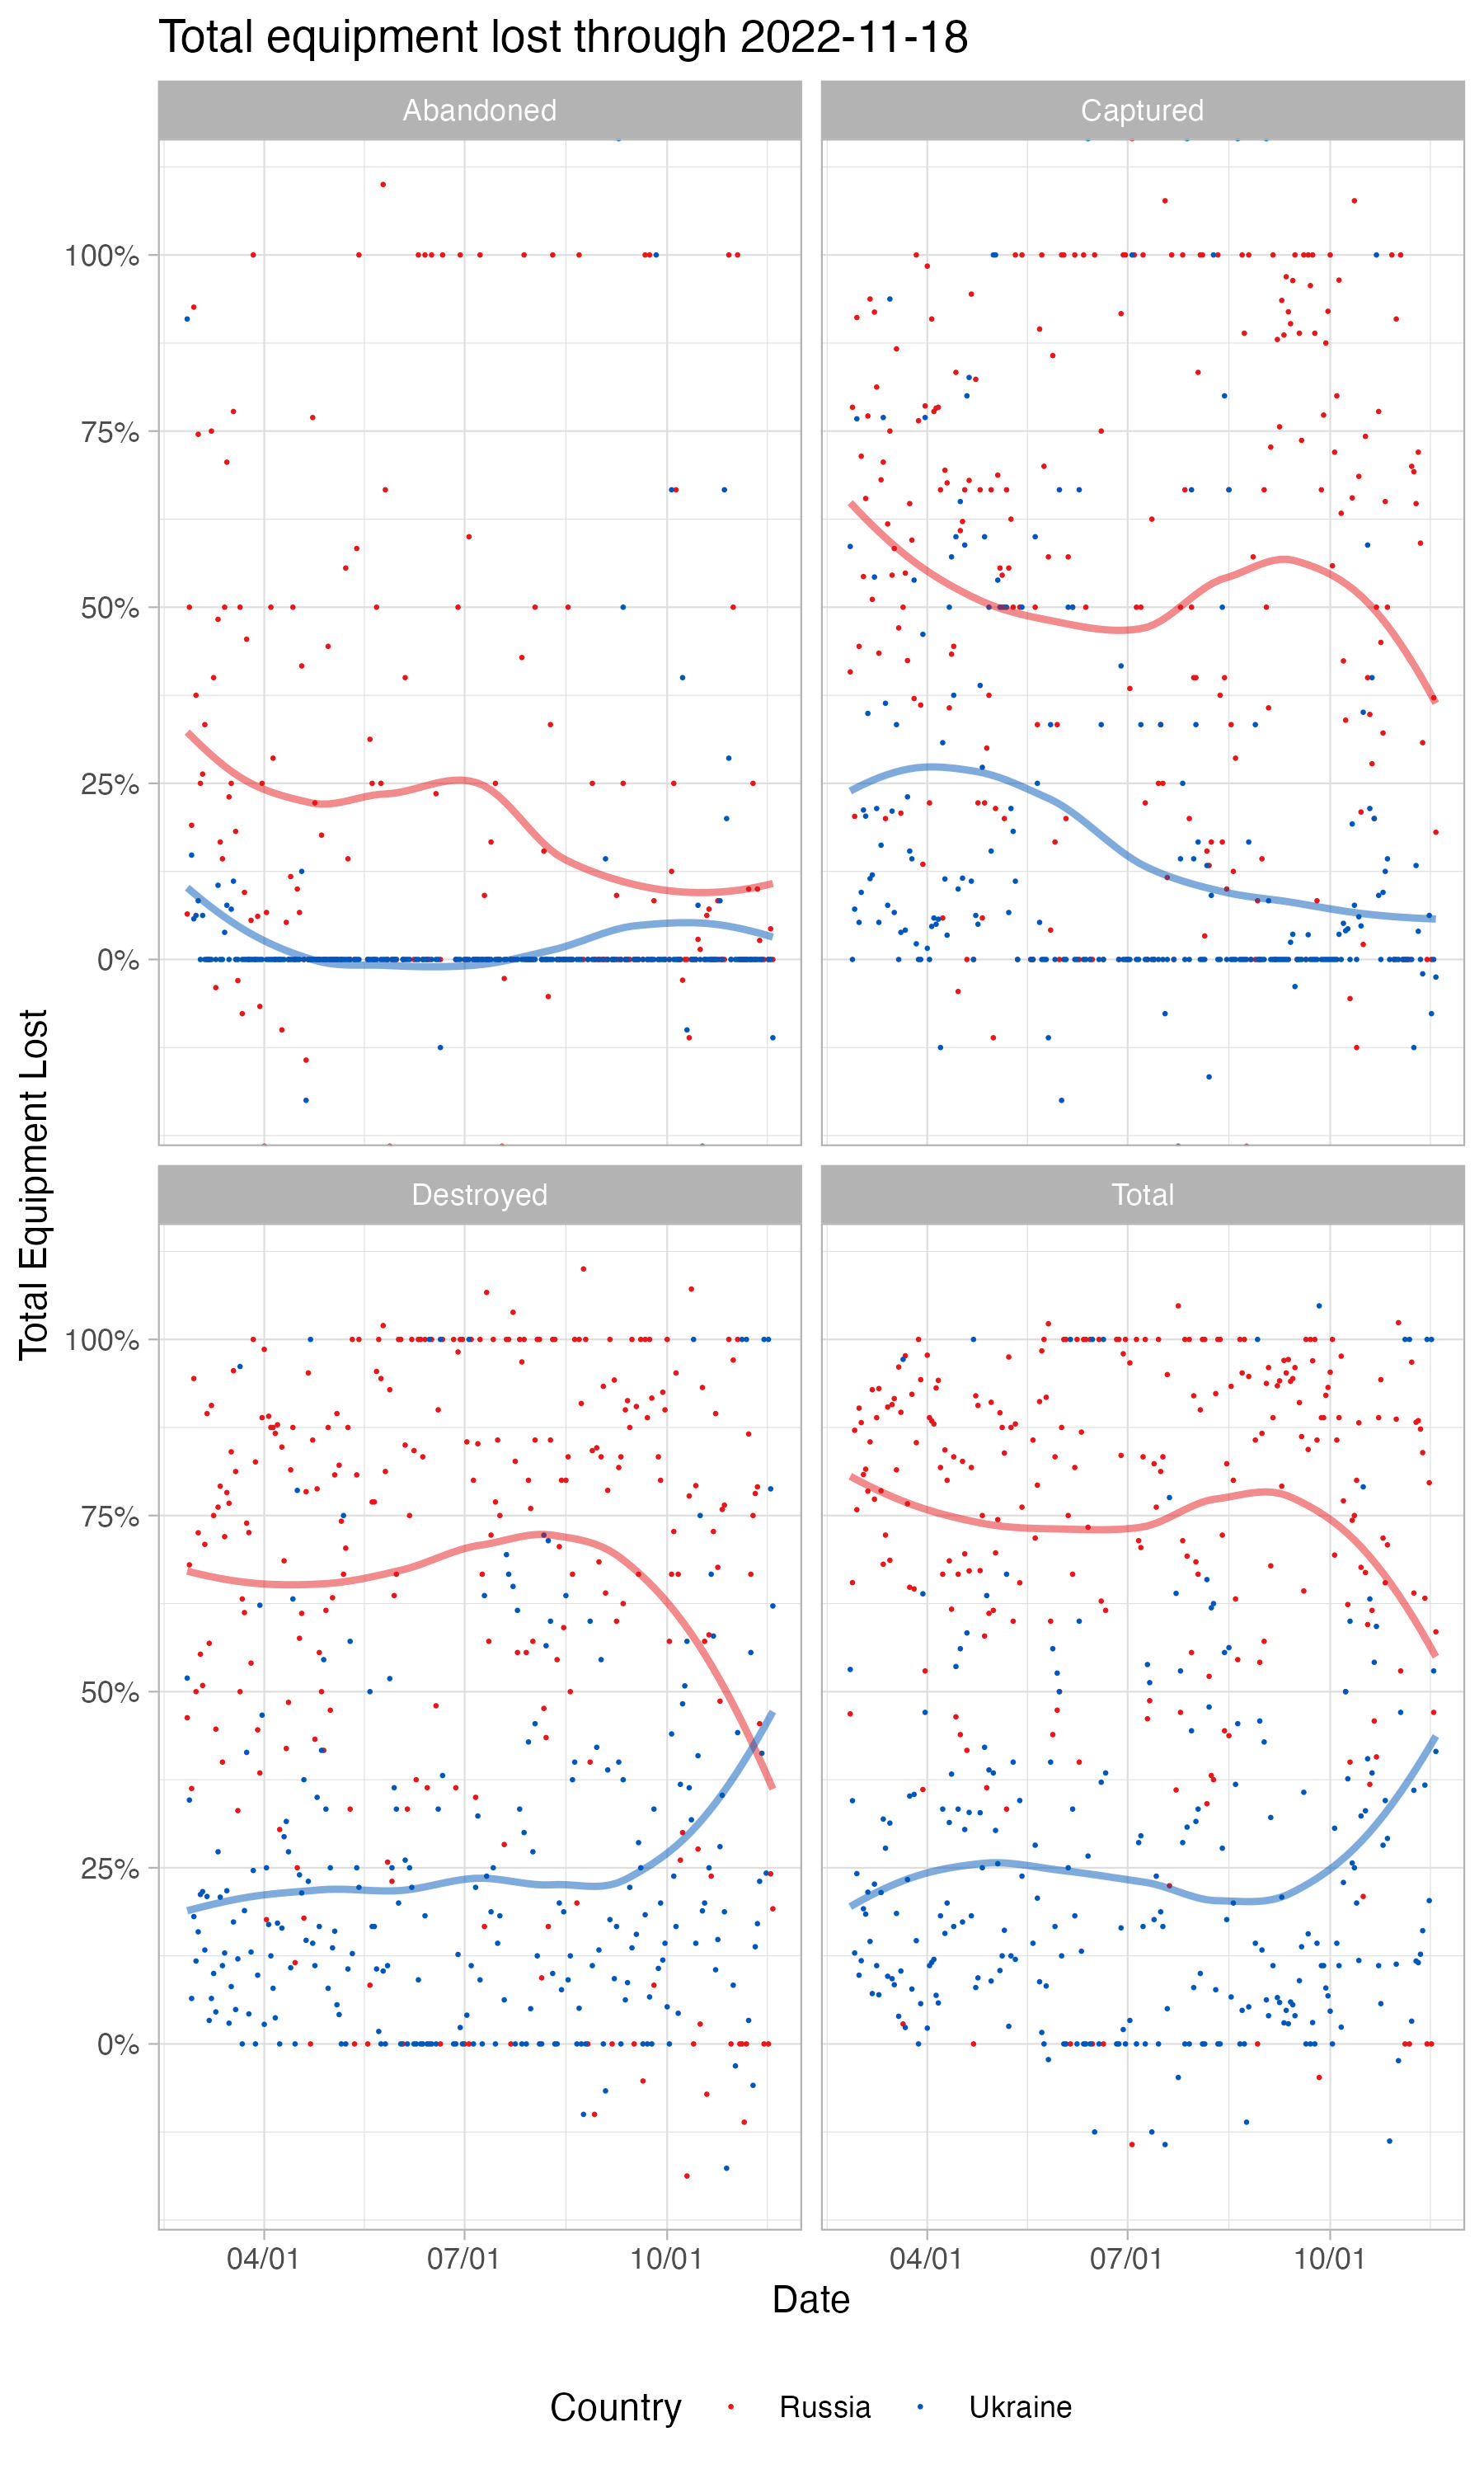 Total equipment lost through 2022-11-18
Abandoned
Captured
100%
75%
50%
25%
0%
Total Equipment Lost
Destroyed
Total
100%
75%
50%
25%
0%
04/01
07/01
10/01
04/01
07/01
10/01
Date
Country
Russia
Ukraine